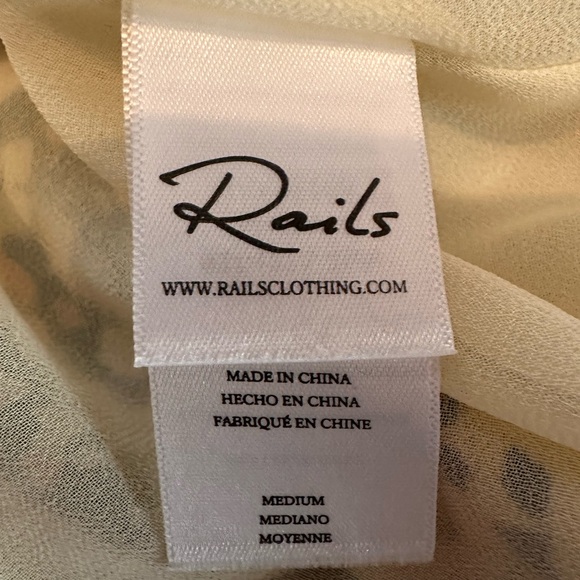 Rails
WWW.RAILSCLOTHING.COM
MADE IN CHINA
HECHO EN CHINA
FABRIQUÉ EN CHINE
MEDIUM
MEDIANO
MOYENNE